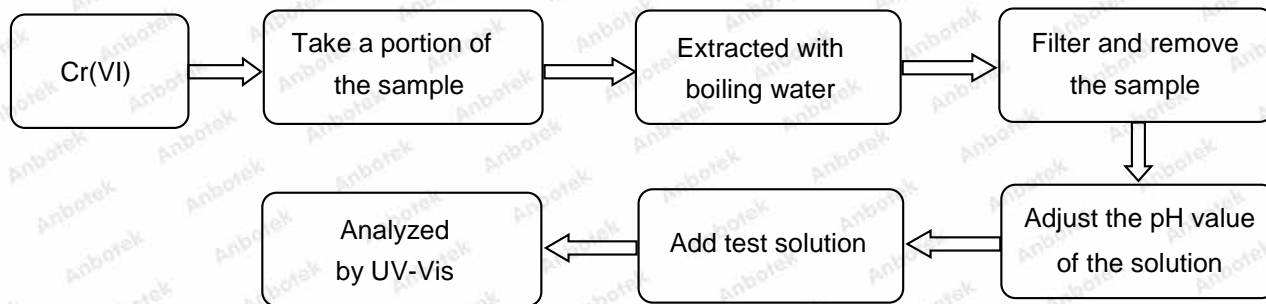 Cr(VI)
Take a portion of
the sample
Extracted with
boiling water
Filter and remove
the sample
Adjust the pH value
of the solution
Add test solution
Analyzed
by UV-Vis
Anbotek